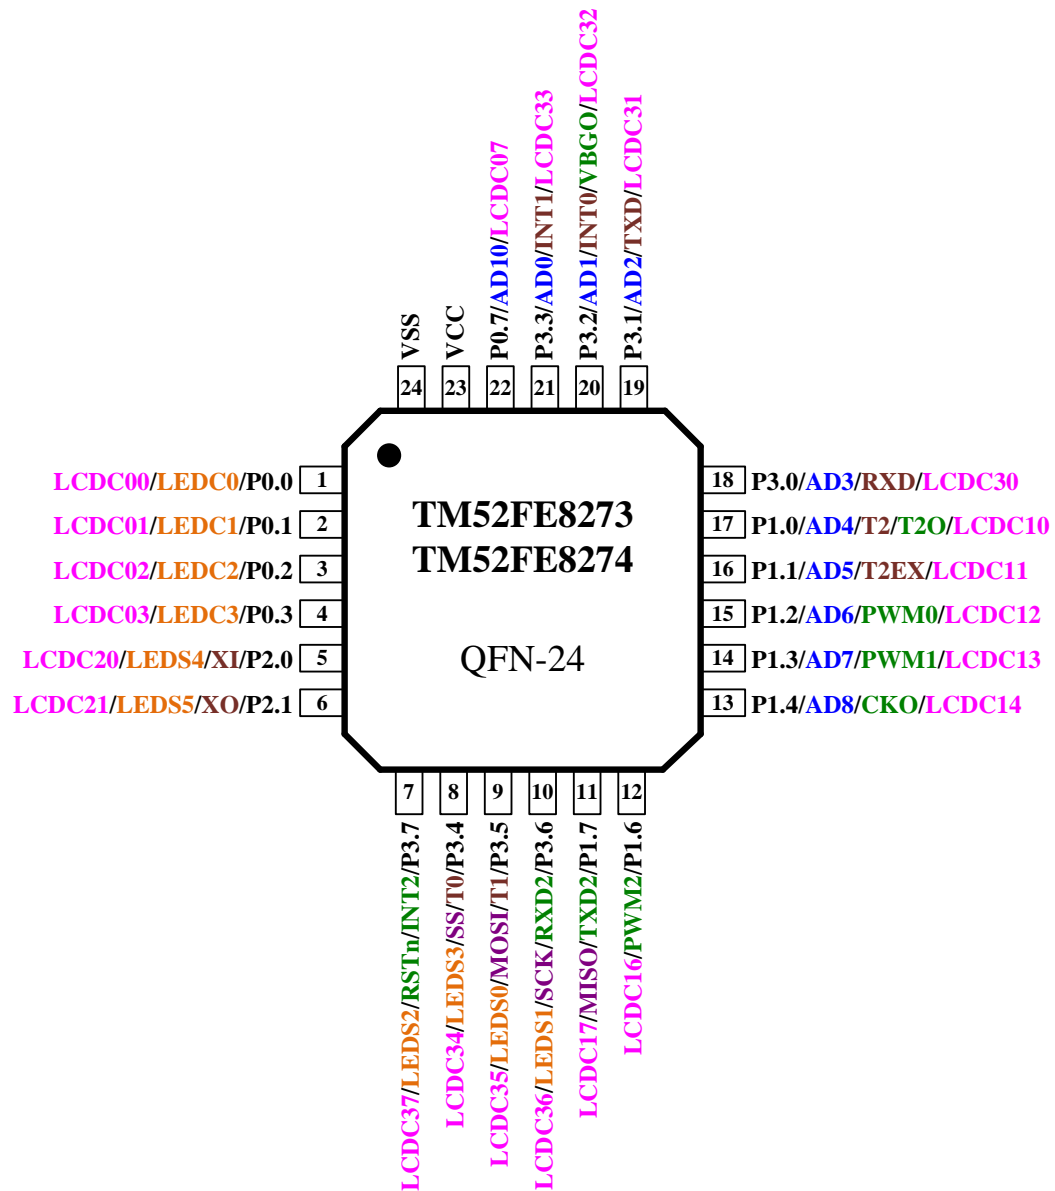 VSS
VCC
P0.7/AD10/LCDC07
P3.3/AD0/INT1/LCDC33
P3.2/AD1/INT0/VBGO/LCDC32
P3.1/AD2/TXD/LCDC31
24 23 22 21 20 19
LCDC00/LEDC0/P0.0 1
LCDC01/LEDC1/P0.1 2
LCDC02/LEDC2/P0.2 3
LCDC03/LEDC3/P0.3 4
LCDC20/LEDS4/XI/P2.0 5
LCDC21/LEDS5/XO/P2.1 6
TM52FE8273
TM52FE8274
QFN-24
18 P3.0/AD3/RXD/LCDC30
17 P1.0/AD4/T2/T2O/LCDC10
16 P1.1/AD5/T2EX/LCDC11
15 P1.2/AD6/PWM0/LCDC12
14 P1.3/AD7/PWM1/LCDC13
13 P1.4/AD8/CKO/LCDC14
7 8 9 10 11 12
LCDC37/LEDS2/RSTn/INT2/P3.7
LCDC34/LEDS3/SS/T0/P3.4
LCDC35/LEDS0/MOSI/T1/P3.5
LCDC36/LEDS1/SCK/RXD2/P3.6
LCDC17/MISO/TXD2/P1.7
LCDC16/PWM2/P1.6